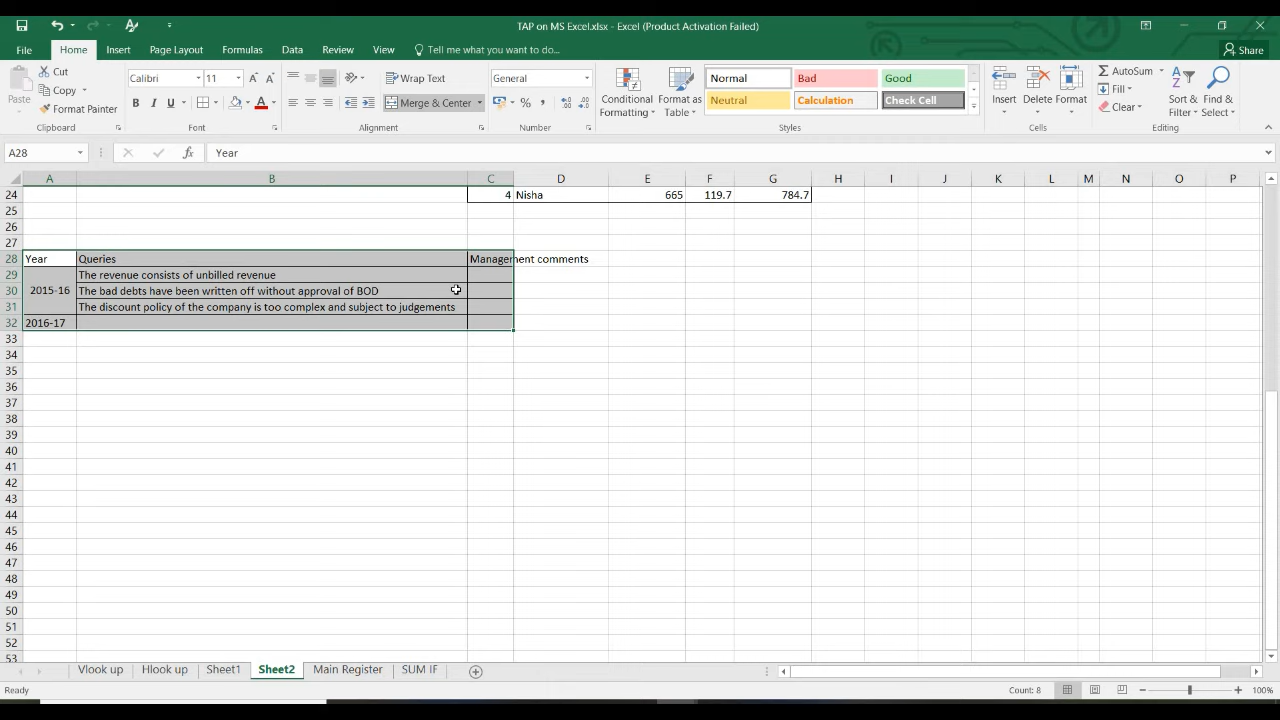 TAP on MS Excel.xlsx - Excel (Product Activation Failed)
File Home Insert Page Layout Formulas Data Review View Tell me what you want to do... Share
Paste Cut Copy Format Painter
Calibri 11 B I U A
Wrap Text Merge & Center
General % ,
Conditional Formatting Format as Table
Normal Bad Good
Neutral Calculation Check Cell
Insert Delete Format
AutoSum Fill Clear Sort & Filter Find & Select
Clipboard Font Alignment Number Styles Cells Editing
A28 fx Year
A B C D E F G H I J K L M N O P
24 4 Nisha 665 119.7 784.7
25
26
27
28 Year Queries Management comments
29 The revenue consists of unbilled revenue
30 2015-16 The bad debts have been written off without approval of BOD
31 The discount policy of the company is too complex and subject to judgements
32 2016-17
33
34
35
36
37
38
39
40
41
42
43
44
45
46
47
48
49
50
51
52
53
Vlook up Hlook up Sheet1 Sheet2 Main Register SUM IF
Ready Count: 8 100%